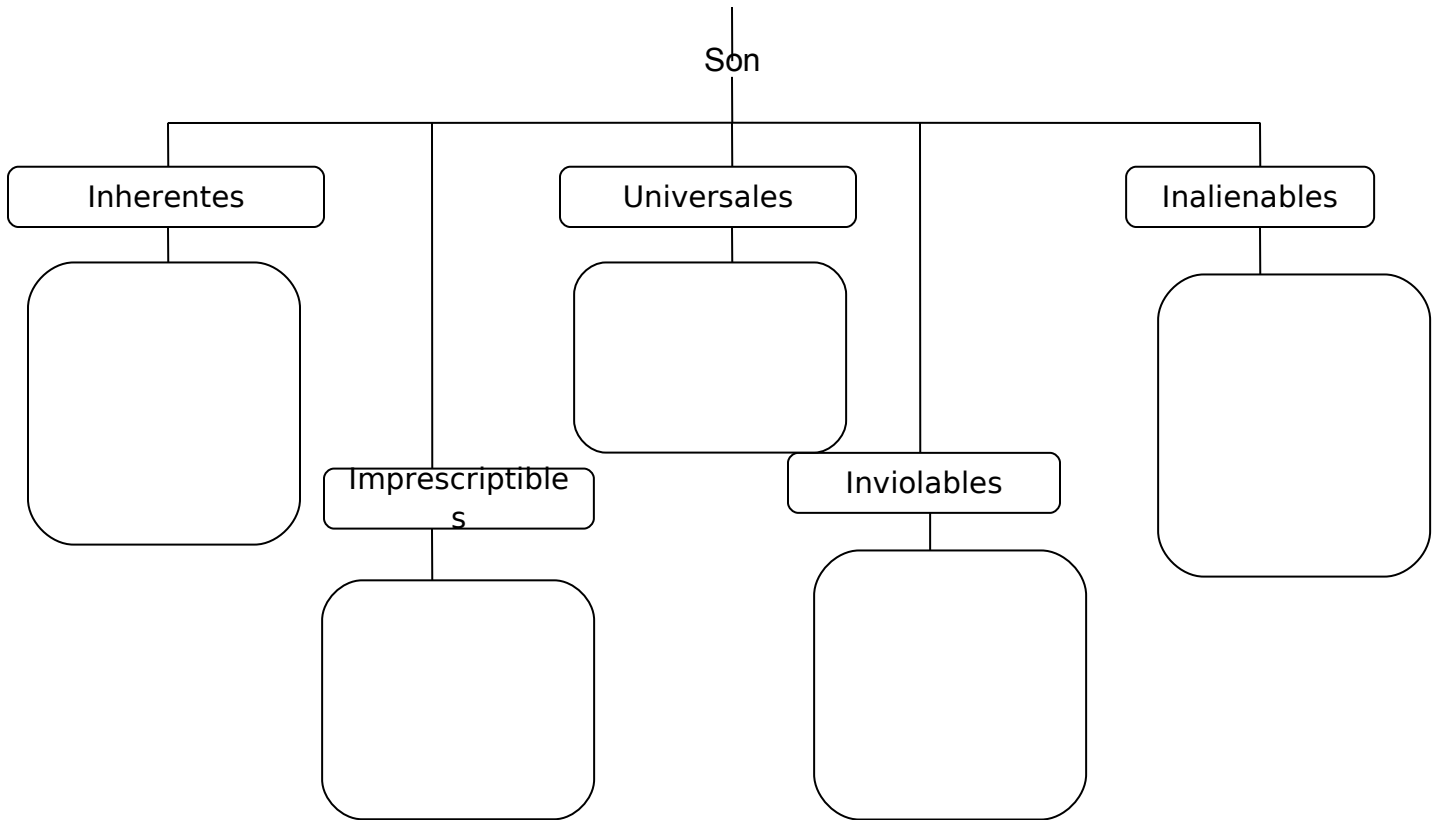 Son
Inherentes
Universales
Inalienables
Imprescriptible
s
Inviolables